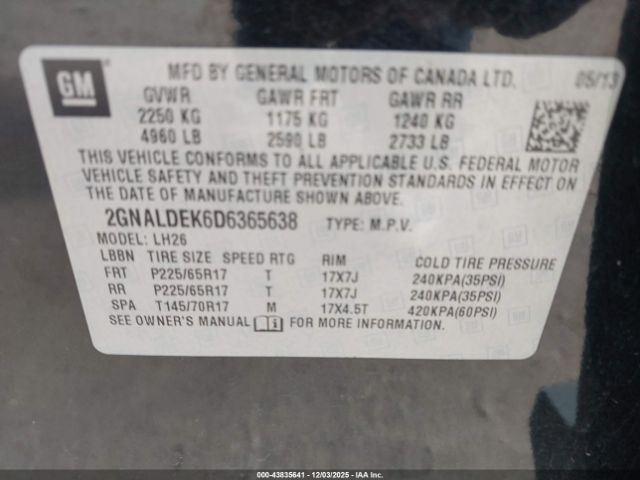 GM
MFD BY GENERAL MOTORS OF CANADA LTD. 05/13
GVWR GAWR FRT GAWR RR
2250 KG 1175 KG 1240 KG
4960 LB 2590 LB 2733 LB
THIS VEHICLE CONFORMS TO ALL APPLICABLE U.S. FEDERAL MOTOR
VEHICLE SAFETY AND THEFT PREVENTION STANDARDS IN EFFECT ON
THE DATE OF MANUFACTURE SHOWN ABOVE.
2GNALDEK6D6365638 TYPE: M.P.V.
MODEL: LH26
LBBN TIRE SIZE SPEED RTG RIM COLD TIRE PRESSURE
FRT P225/65R17 T 17X7J 240KPA(35PSI)
RR P225/65R17 T 17X7J 240KPA(35PSI)
SPA T145/70R17 M 17X4.5T 420KPA(60PSI)
SEE OWNER'S MANUAL FOR MORE INFORMATION.
000-43835641 - 12/03/2025 - IAAI.COM